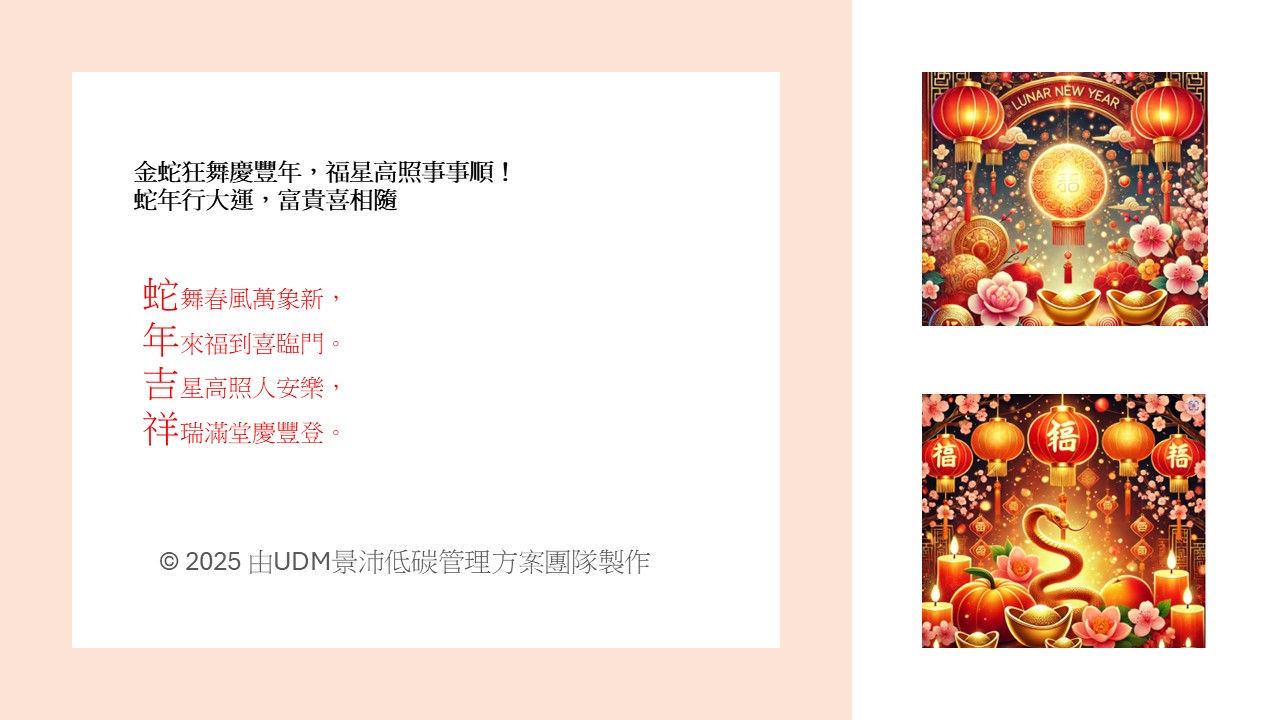 金蛇狂舞慶豐年，福星高照事事順！
蛇年行大運，富貴喜相隨
蛇舞春風萬象新，
年來福到喜臨門。
吉星高照人安樂，
祥瑞滿堂慶豐登。
© 2025 由UDM景沛低碳管理方案團隊製作
LUNAR NEW YEAR
福
福
福